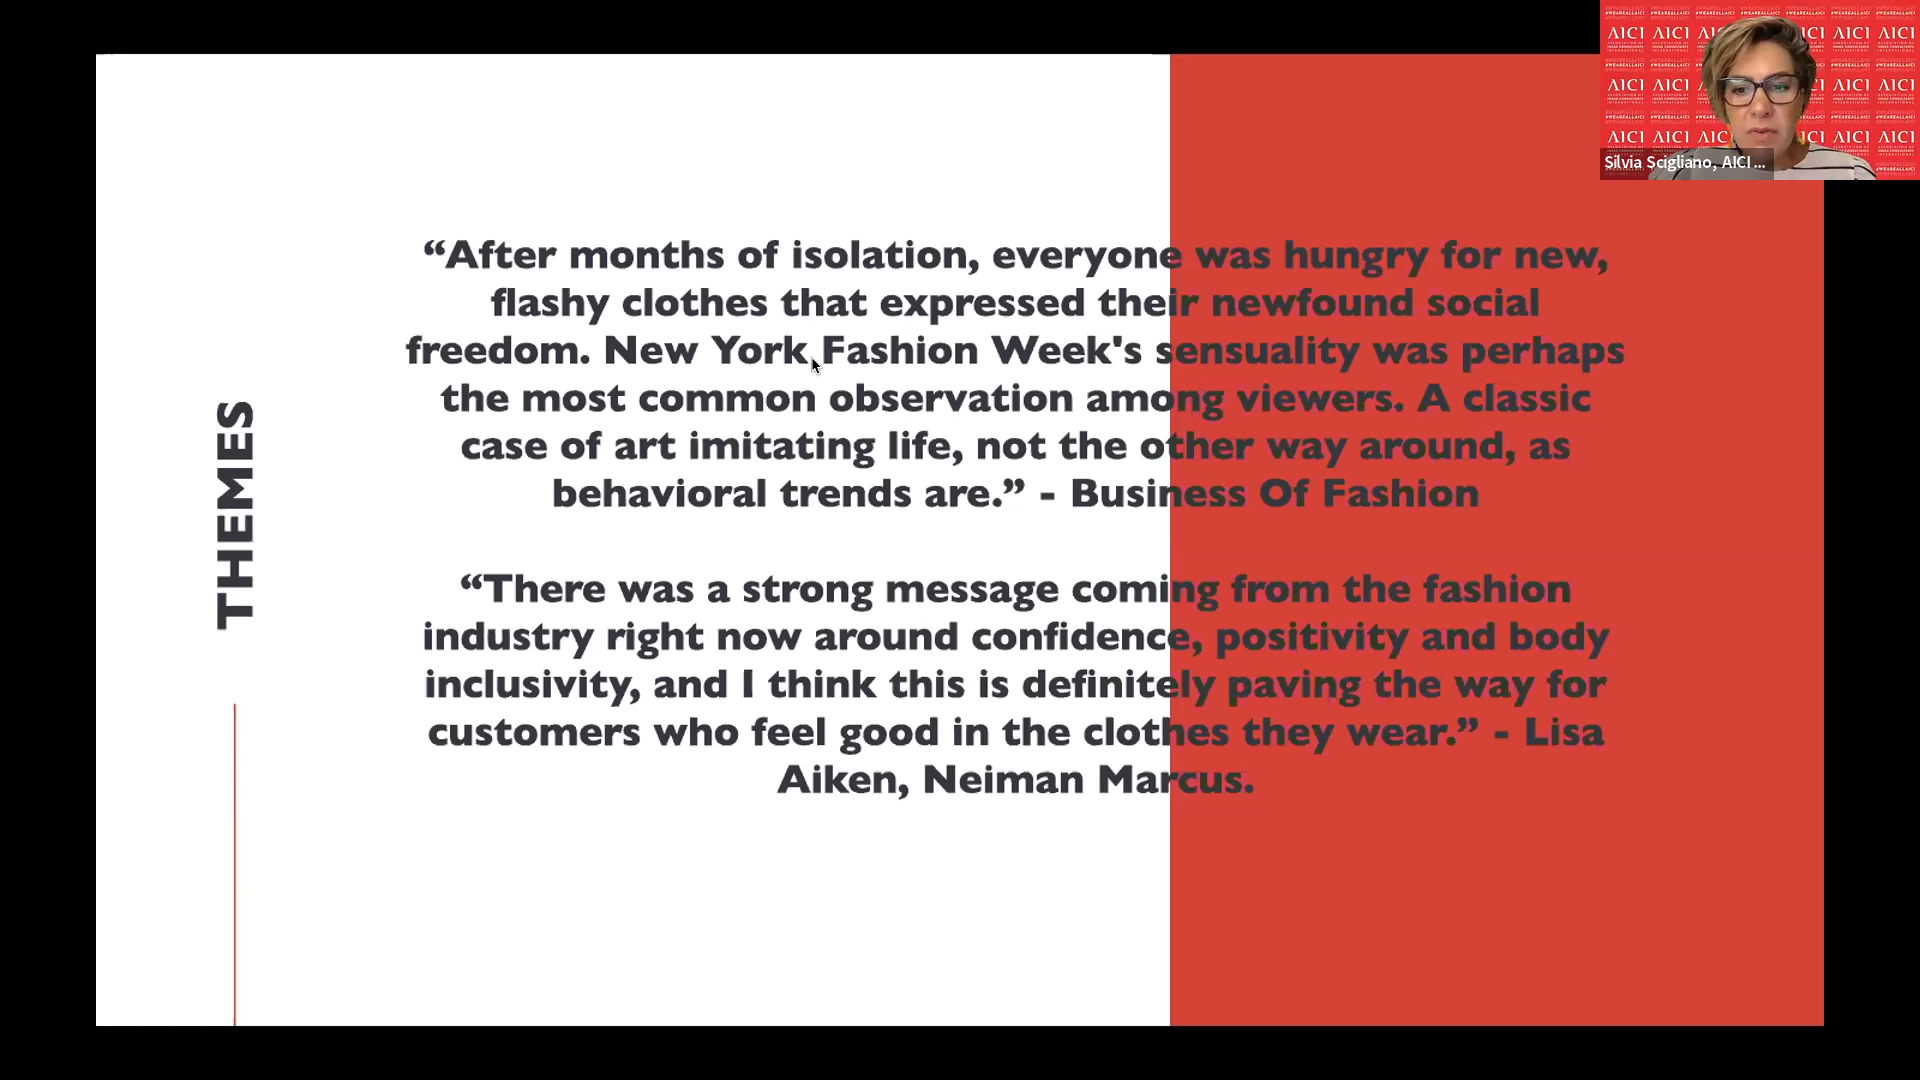 THEMES
“After months of isolation, everyone was hungry for new,
flashy clothes that expressed their newfound social
freedom. New York Fashion Week's sensuality was perhaps
the most common observation among viewers. A classic
case of art imitating life, not the other way around, as
behavioral trends are.” - Business Of Fashion
“There was a strong message coming from the fashion
industry right now around confidence, positivity and body
inclusivity, and I think this is definitely paving the way for
customers who feel good in the clothes they wear.” - Lisa
Aiken, Neiman Marcus.
AICI AICI AICI AICI
Silvia Scigliano, AICI ...